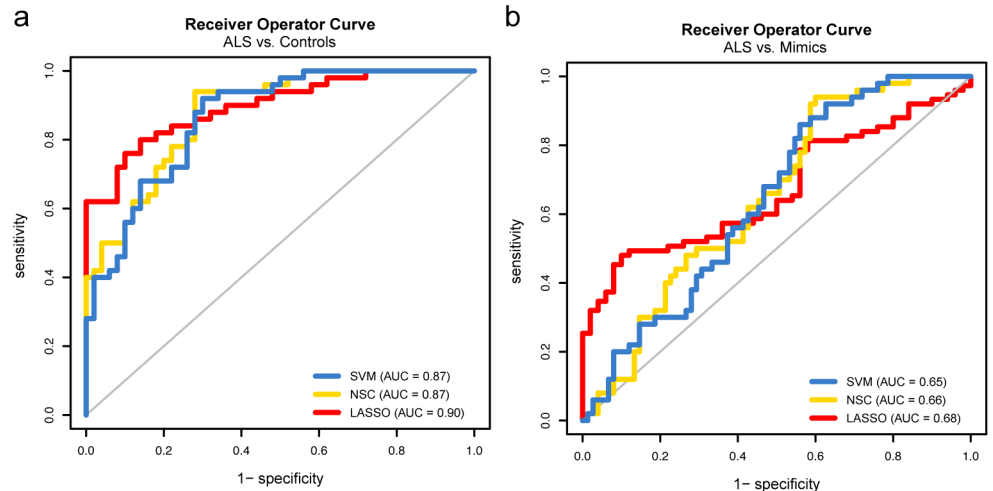 a
Receiver Operator Curve
ALS vs. Controls
sensitivity
1.0
0.8
0.6
0.4
0.2
0.0
SVM (AUC = 0.87)
NSC (AUC = 0.87)
LASSO (AUC = 0.90)
0.0 0.2 0.4 0.6 0.8 1.0
1− specificity
b
Receiver Operator Curve
ALS vs. Mimics
sensitivity
1.0
0.8
0.6
0.4
0.2
0.0
SVM (AUC = 0.65)
NSC (AUC = 0.66)
LASSO (AUC = 0.68)
0.0 0.2 0.4 0.6 0.8 1.0
1− specificity